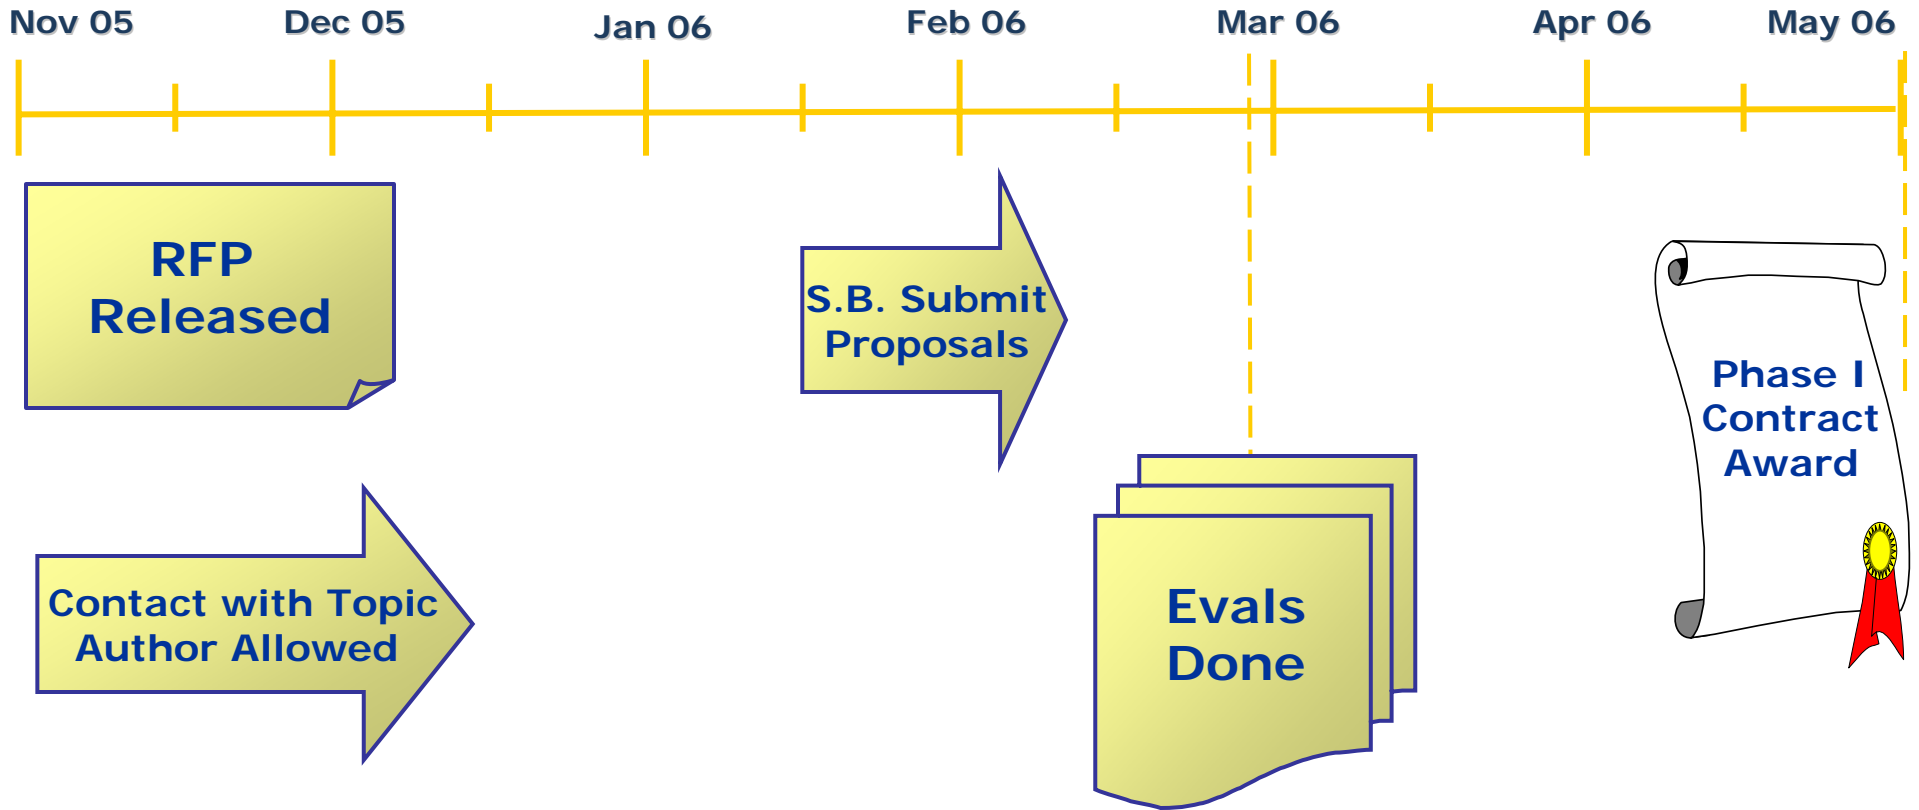 Nov 05
Dec 05
Jan 06
Feb 06
Mar 06
Apr 06
May 06
RFP
Released
S.B. Submit
Proposals
Phase I
Contract
Award
Contact with Topic
Author Allowed
Evals
Done